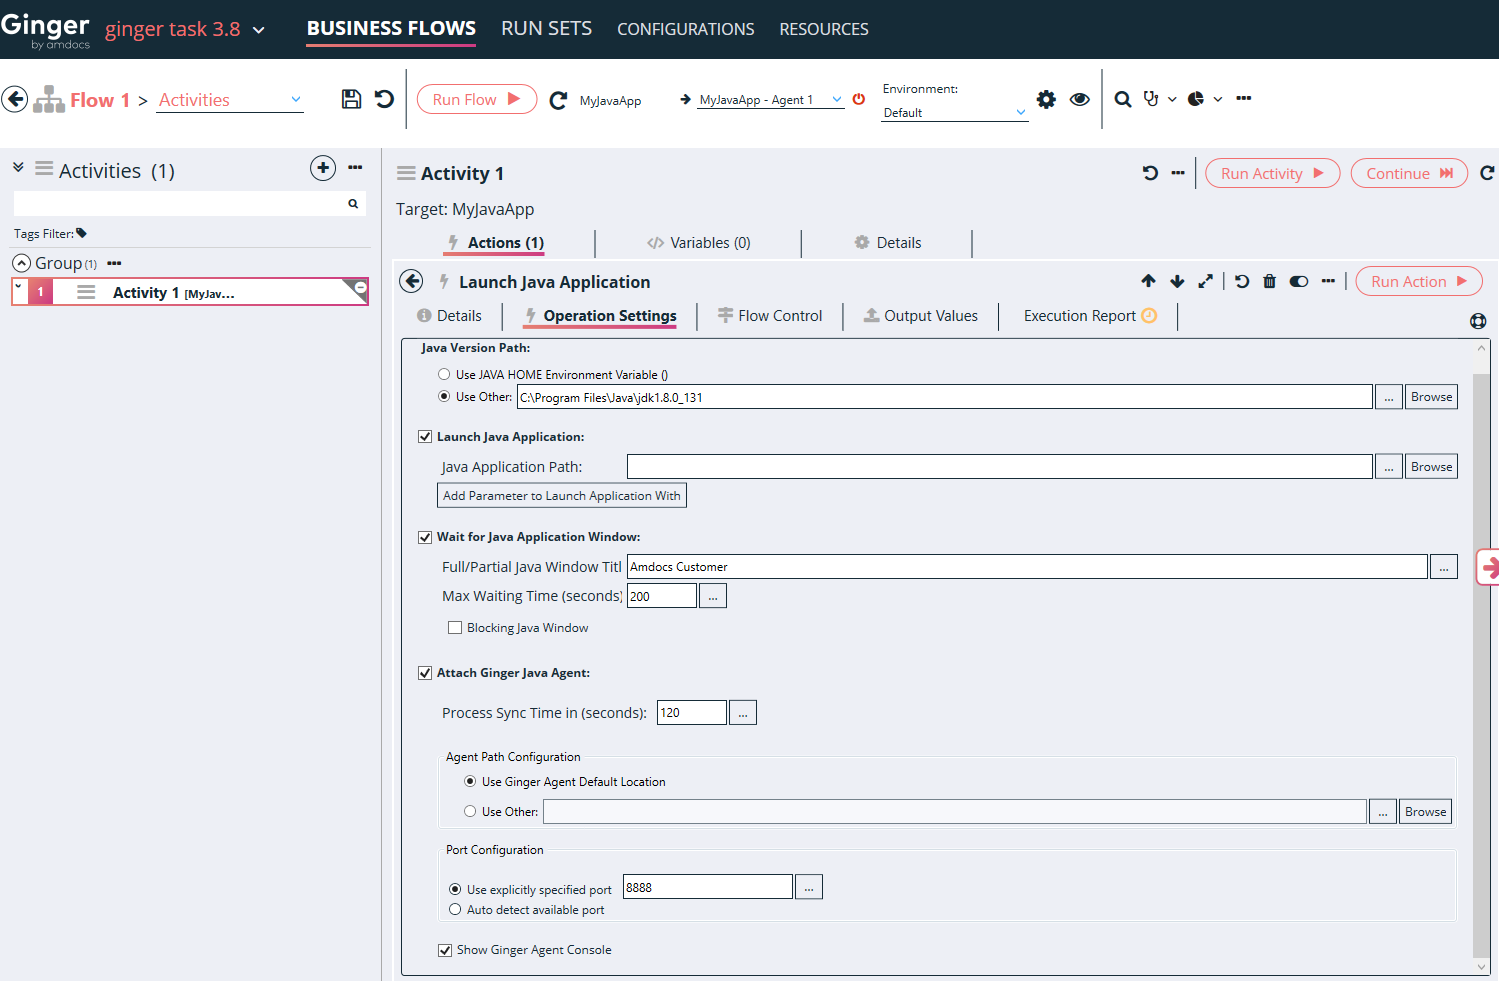 Ginger
by amdocs
ginger task 3.8
BUSINESS FLOWS
RUN SETS
CONFIGURATIONS
RESOURCES
Flow 1 > Activities
Run Flow
MyJavaApp
MyJavaApp - Agent 1
Environment:
Default
Activities (1)
Tags Filter:
Group (1)
1
Activity 1 [MyJav...
Activity 1
Run Activity
Continue
Target: MyJavaApp
Actions (1)
Variables (0)
Details
Launch Java Application
Run Action
Details
Operation Settings
Flow Control
Output Values
Execution Report
Java Version Path:
Use JAVA HOME Environment Variable ()
Use Other: C:\Program Files\Java\jdk1.8.0_131 ... Browse
Launch Java Application:
Java Application Path: ... Browse
Add Parameter to Launch Application With
Wait for Java Application Window:
Full/Partial Java Window Titl Amdocs Customer ...
Max Waiting Time (seconds) 200 ...
Blocking Java Window
Attach Ginger Java Agent:
Process Sync Time in (seconds): 120 ...
Agent Path Configuration
Use Ginger Agent Default Location
Use Other: ... Browse
Port Configuration
Use explicitly specified port 8888 ...
Auto detect available port
Show Ginger Agent Console